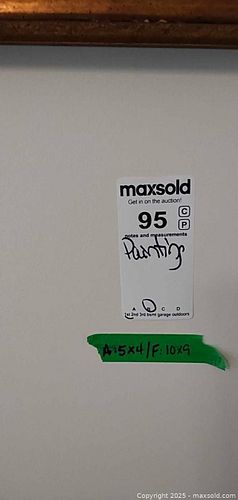 maxsold
Get in on the auction!
95 C
P
notes and measurements
Painting
A B C D
1st 2nd 3rd bsmt garage outdoors
A:5x4/F:10x9
Copyright 2025 - maxsold.com